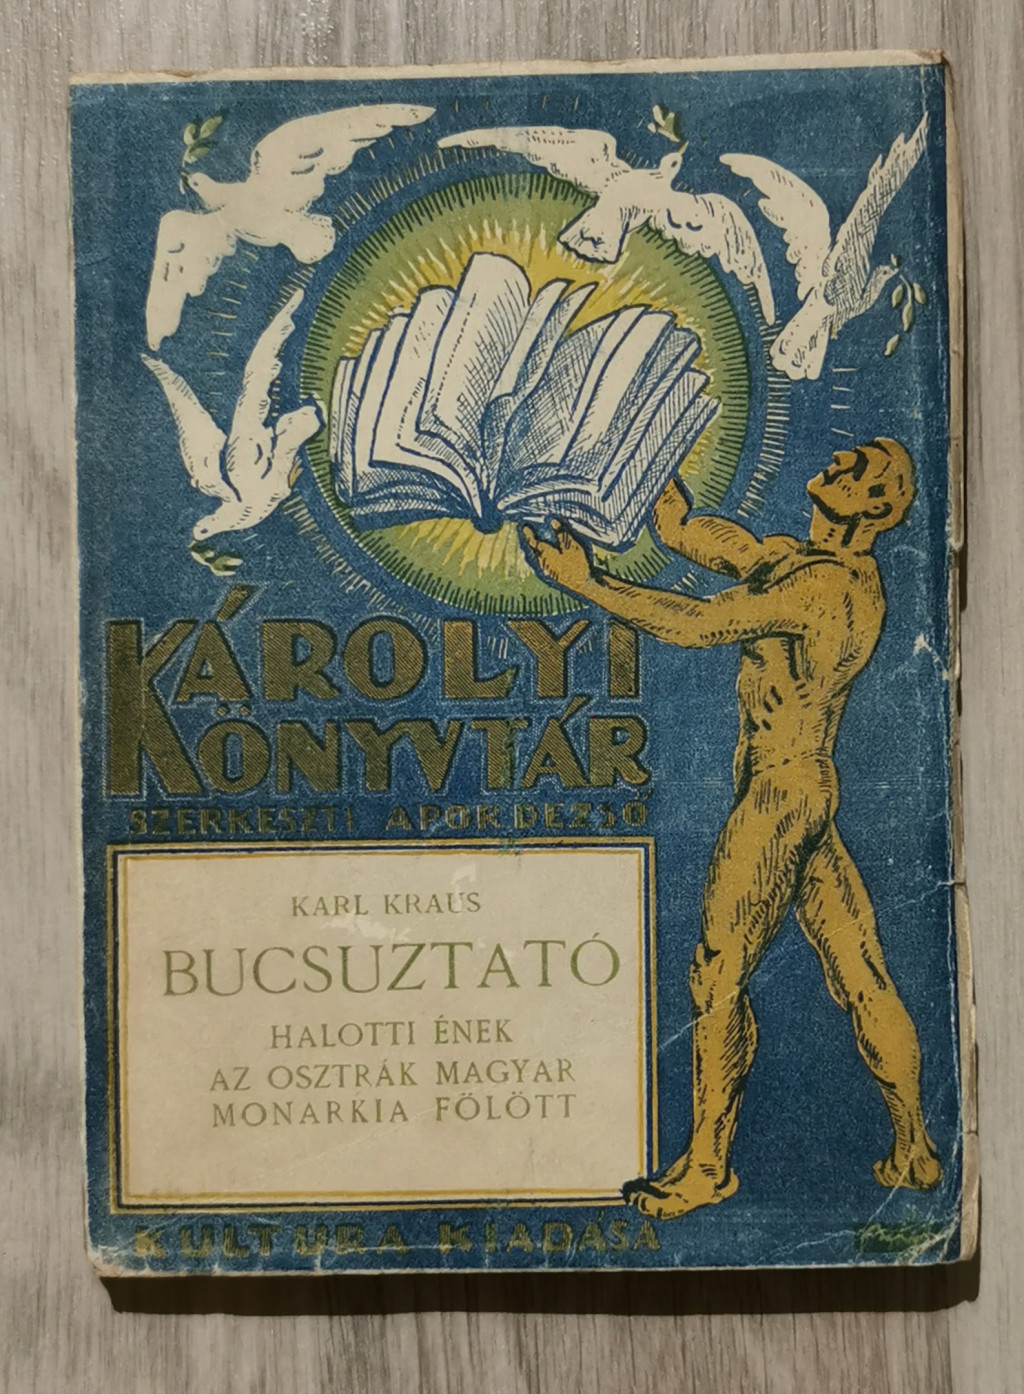 KÁROLYI
KÖNYVTÁR
SZERKESZTI APOR DEZSŐ
KARL KRAUS
BUCSUZTATÓ
HALOTTI ÉNEK
AZ OSZTRÁK MAGYAR
MONARKIA FÖLÖTT
KULTURA KIADÁSA